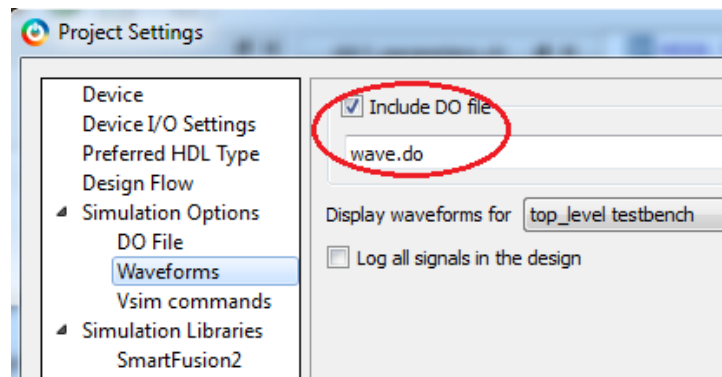 Project Settings
Device
Device I/O Settings
Preferred HDL Type
Design Flow
Simulation Options
DO File
Waveforms
Vsim commands
Simulation Libraries
SmartFusion2
Include DO file
wave.do
Display waveforms for top_level testbench
Log all signals in the design